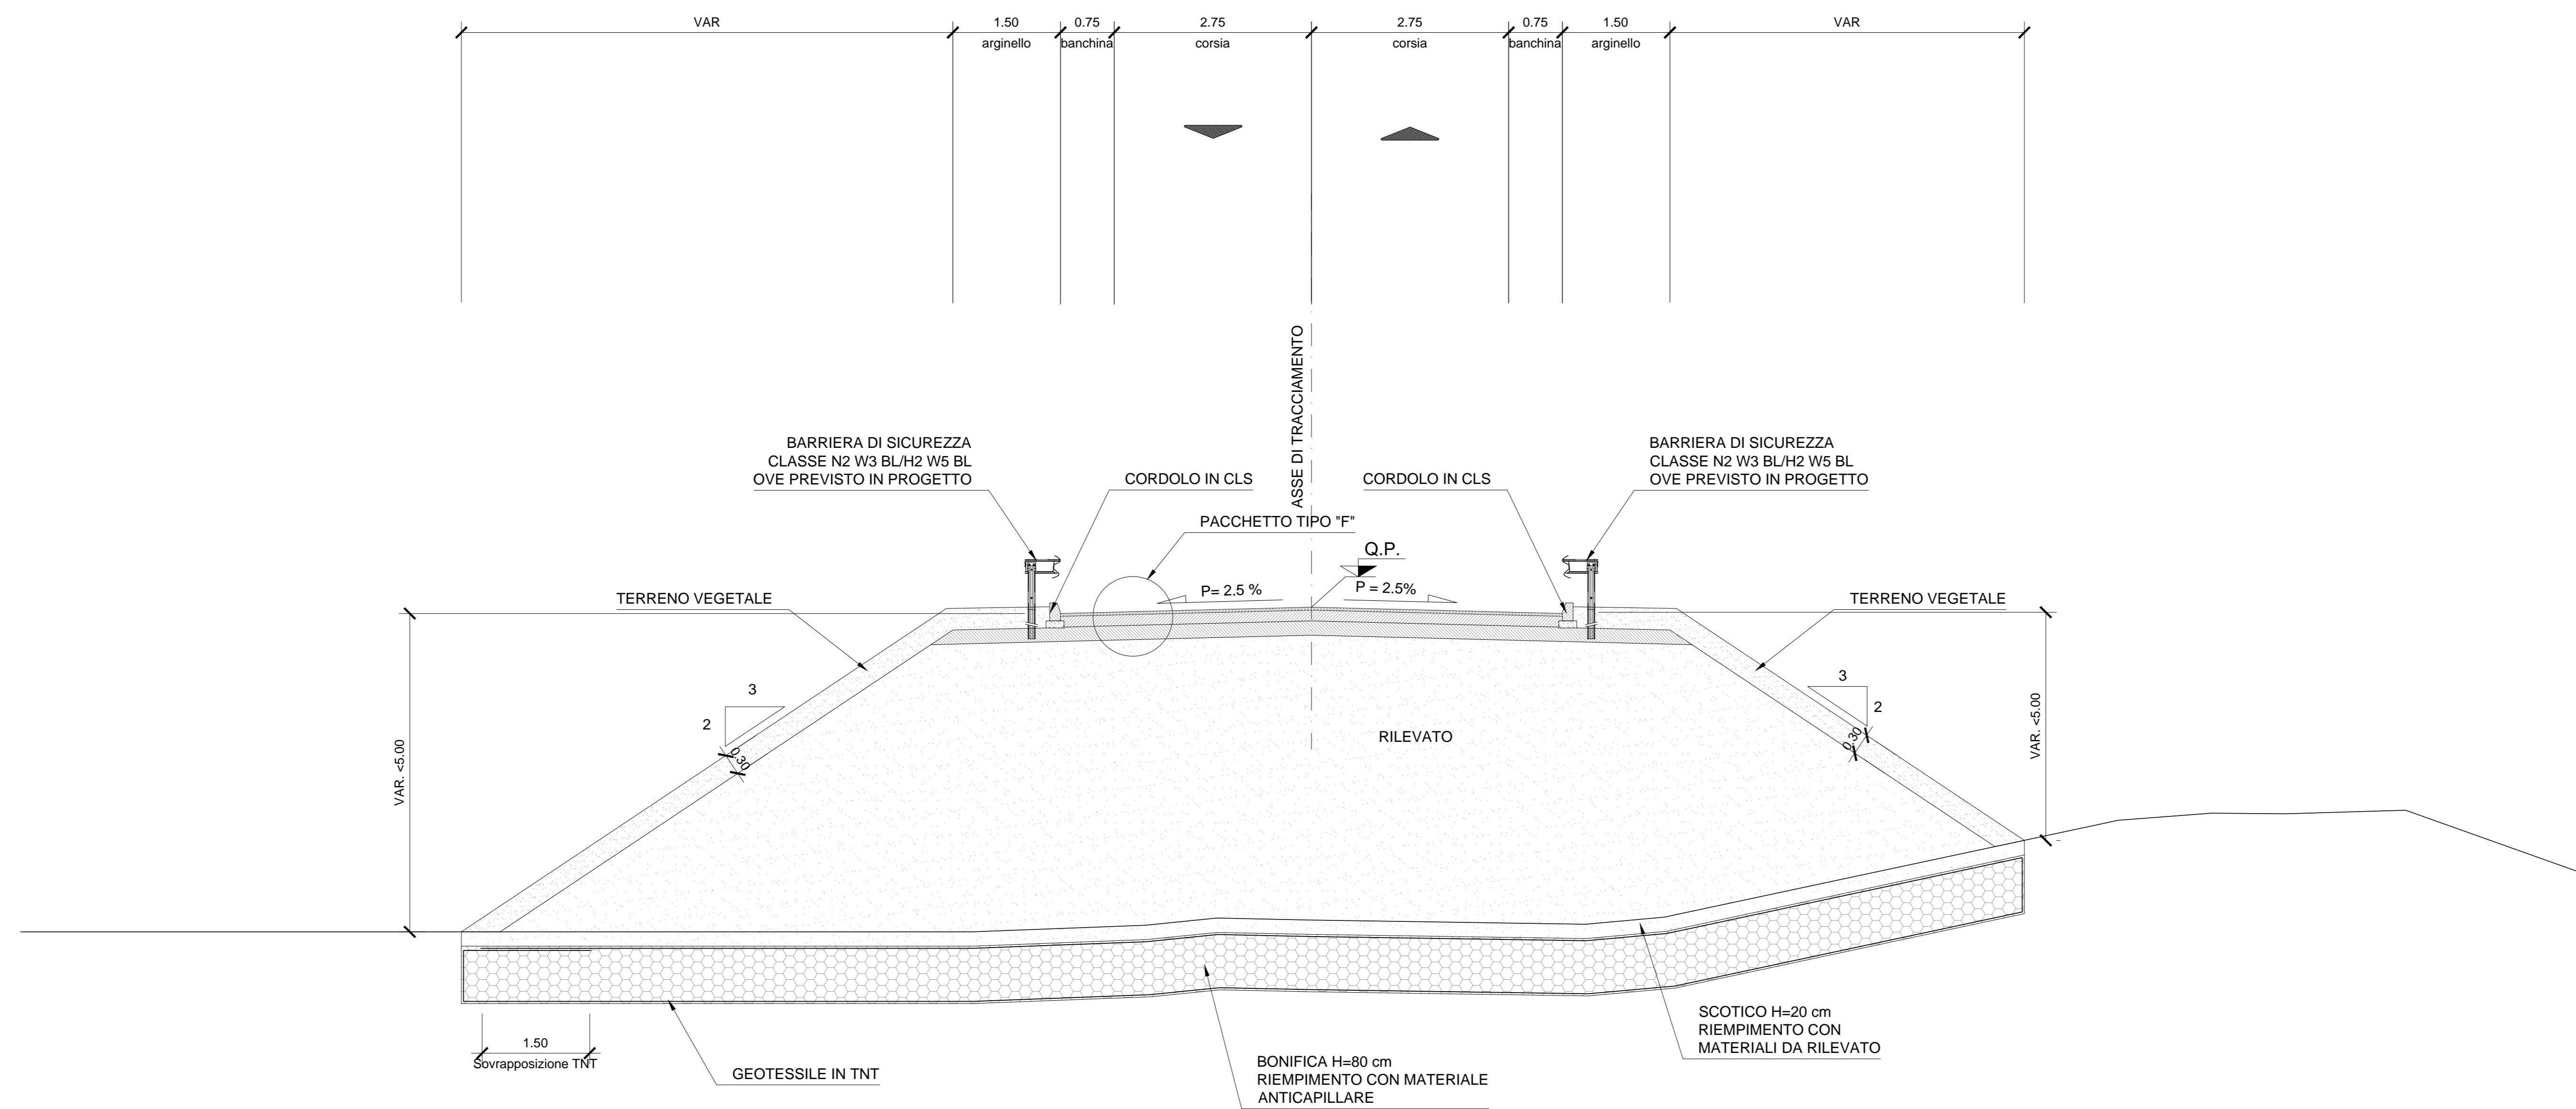 VAR
1.50
0.75
2.75
2.75
0.75
1.50
VAR
arginello
banchina
corsia
corsia
banchina
arginello
ASSE DI TRACCIAMENTO
BARRIERA DI SICUREZZA
CLASSE N2 W3 BL/H2 W5 BL
OVE PREVISTO IN PROGETTO
CORDOLO IN CLS
CORDOLO IN CLS
BARRIERA DI SICUREZZA
CLASSE N2 W3 BL/H2 W5 BL
OVE PREVISTO IN PROGETTO
PACCHETTO TIPO "F"
Q.P.
P= 2.5 %
P = 2.5%
TERRENO VEGETALE
TERRENO VEGETALE
3
2
0.30
VAR. <5.00
RILEVATO
3
2
0.30
VAR. <5.00
1.50
Sovrapposizione TNT
GEOTESSILE IN TNT
BONIFICA H=80 cm
RIEMPIMENTO CON MATERIALE
ANTICAPILLARE
SCOTICO H=20 cm
RIEMPIMENTO CON
MATERIALI DA RILEVATO